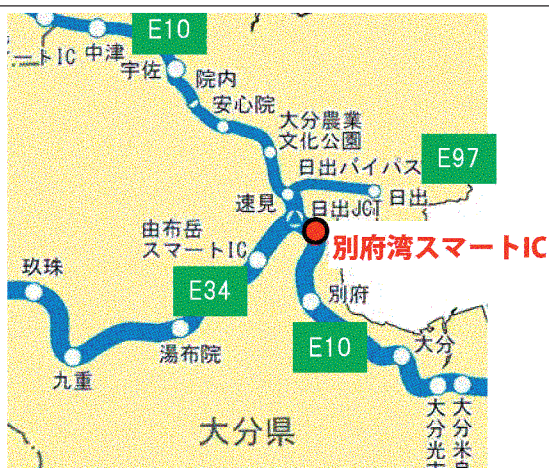 E10
ートIC
中津
宇佐
院内
安心院
大分農業
文化公園
日出バイパス
E97
日出
速見
日出JCT
由布岳
スマートIC
別府湾スマートIC
玖珠
E34
別府
湯布院
E10
大分
九重
大分県
大分光吉
大分米良